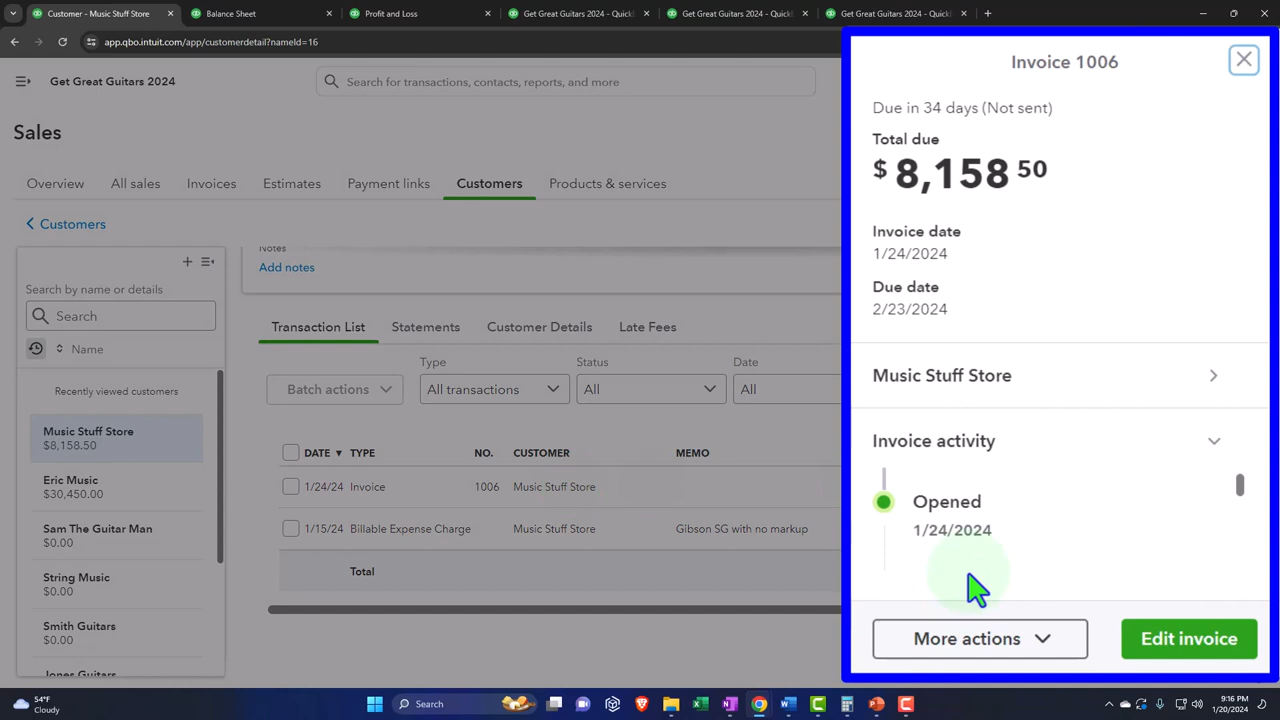 Customer - Music Stuff Store
Balance Sheet
Profit and Loss
Get Great Guitars 2024 - Quick
Get Great Guitars 2024 - Quick
Get Great Guitars 2024 - Quick
app.qbo.intuit.com/app/customerdetail?nameId=16
Get Great Guitars 2024
Search for transactions, contacts, reports, and more
Sales
Overview
All sales
Invoices
Estimates
Payment links
Customers
Products & services
Customers
Search by name or details
Search
Name
Recently viewed customers
Music Stuff Store
$8,158.50
Eric Music
$30,450.00
Sam The Guitar Man
$0.00
String Music
$0.00
Smith Guitars
$0.00
Jones Guitars
Notes
Add notes
Transaction List
Statements
Customer Details
Late Fees
Type
Status
Date
Batch actions
All transactions
All
All
DATE TYPE NO. CUSTOMER MEMO
1/24/24 Invoice 1006 Music Stuff Store
1/15/24 Billable Expense Charge Music Stuff Store Gibson SG with no markup
Total
Invoice 1006
Due in 34 days (Not sent)
Total due
$8,158 50
Invoice date
1/24/2024
Due date
2/23/2024
Music Stuff Store
Invoice activity
Opened
1/24/2024
More actions
Edit invoice
54°F
Cloudy
Search
9:16 PM
1/20/2024